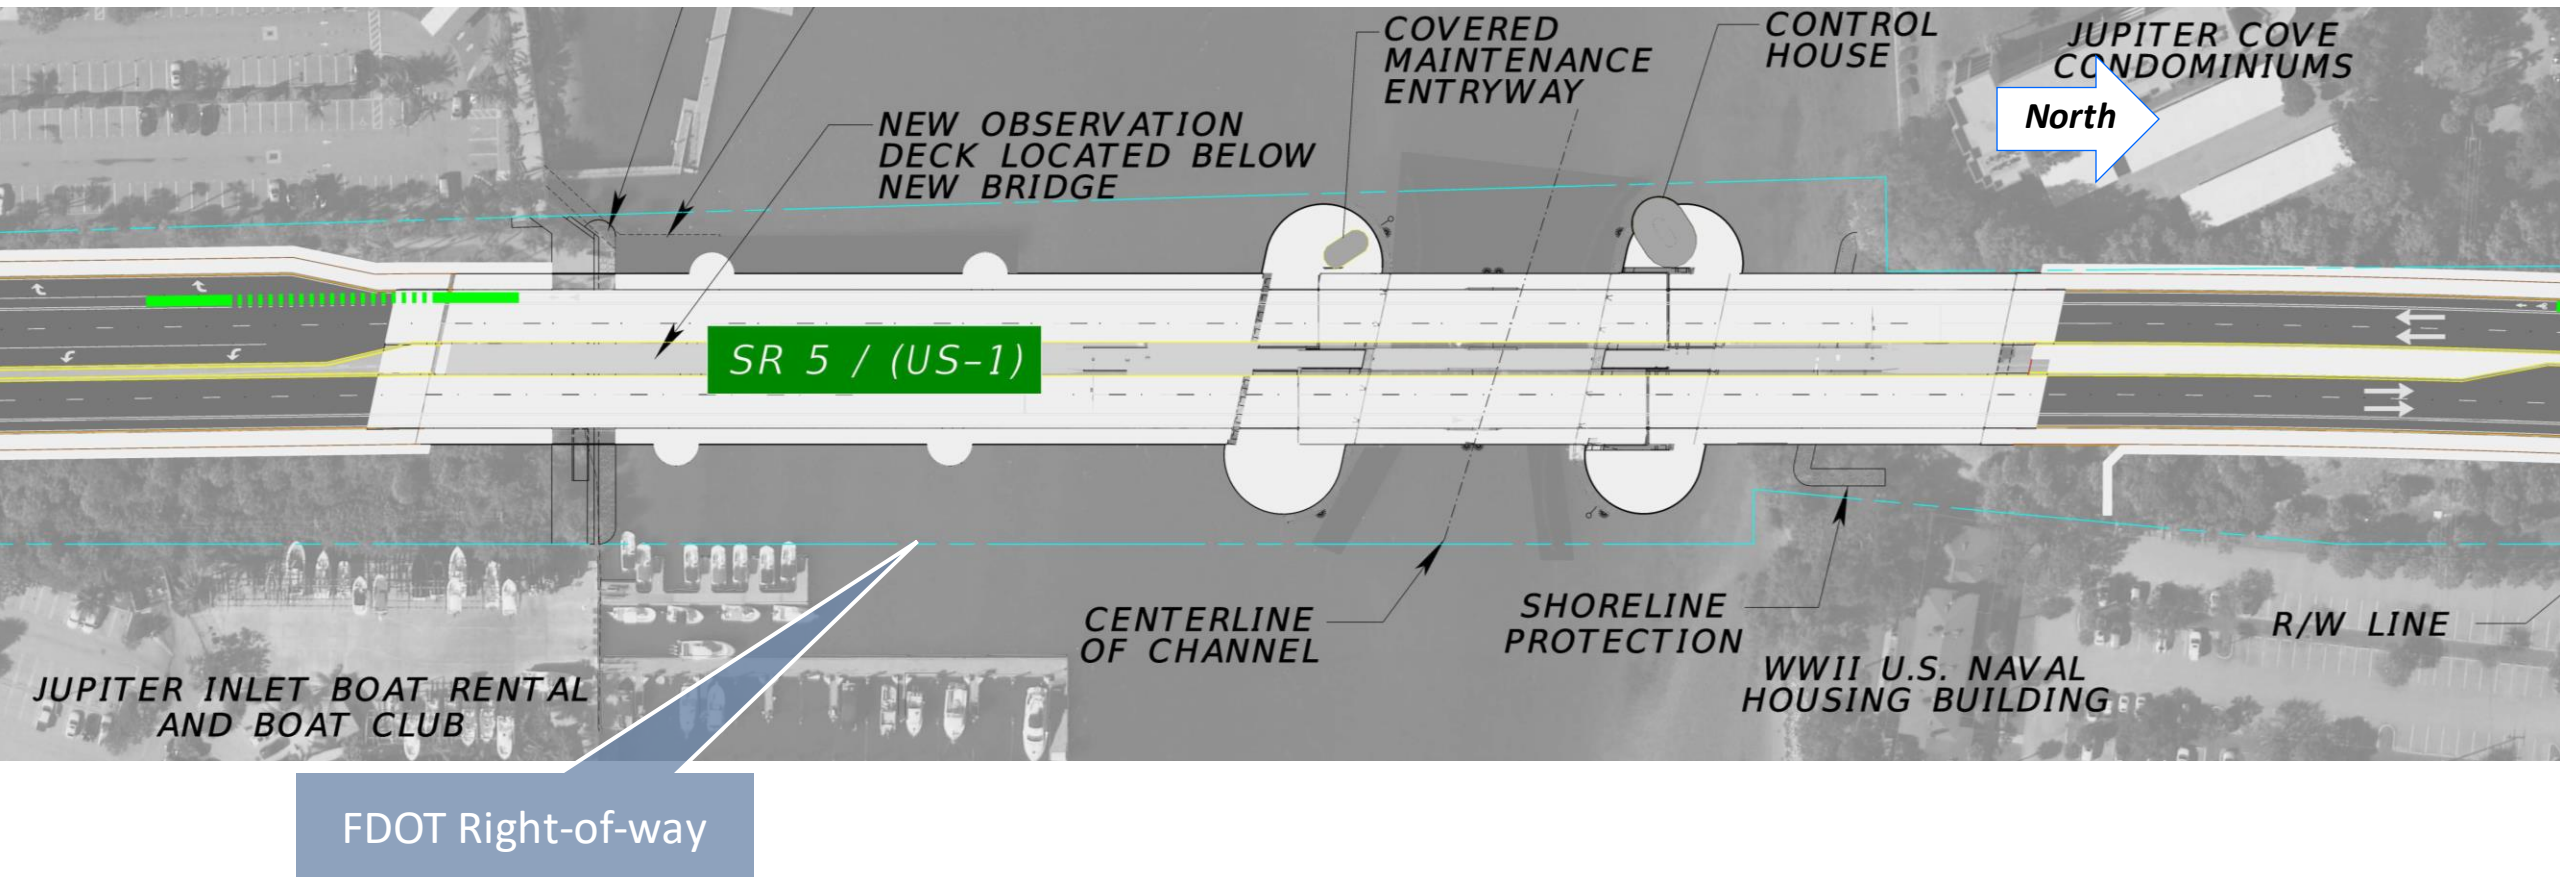 COVERED
MAINTENANCE
ENTRYWAY
CONTROL
HOUSE
JUPITER COVE
CONDOMINIUMS
North
NEW OBSERVATION
DECK LOCATED BELOW
NEW BRIDGE
SR 5 / (US-1)
CENTERLINE
OF CHANNEL
SHORELINE
PROTECTION
R/W LINE
WWII U.S. NAVAL
HOUSING BUILDING
JUPITER INLET BOAT RENTAL
AND BOAT CLUB
FDOT Right-of-way